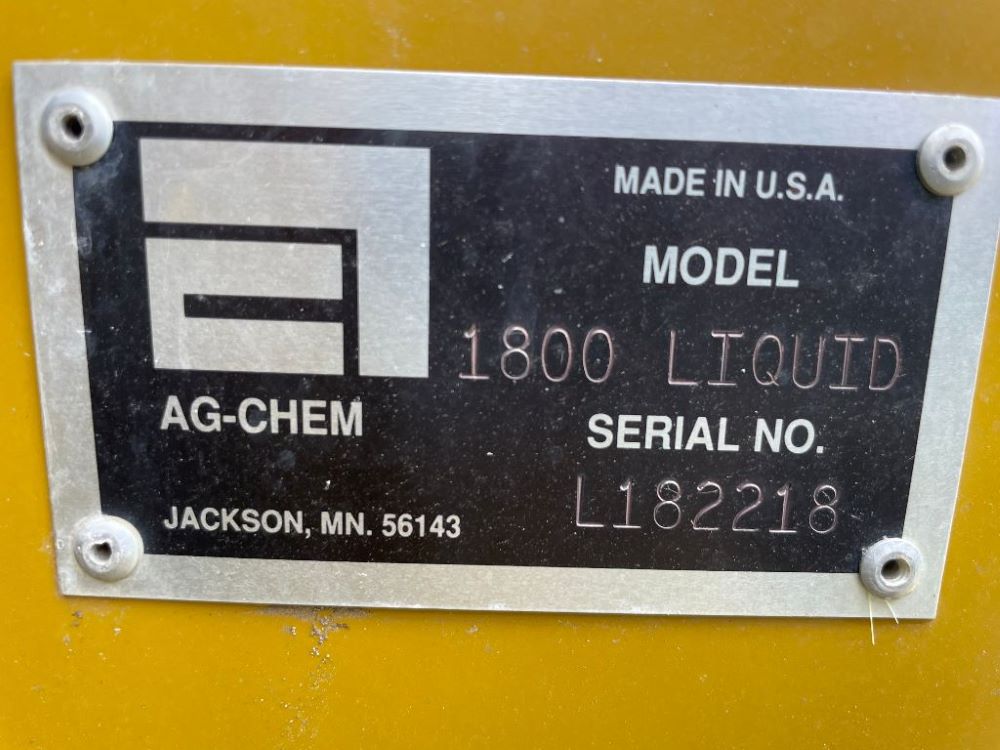 MADE IN U.S.A.
MODEL
1800 LIQUID
AG-CHEM
SERIAL NO.
L182218
JACKSON, MN. 56143